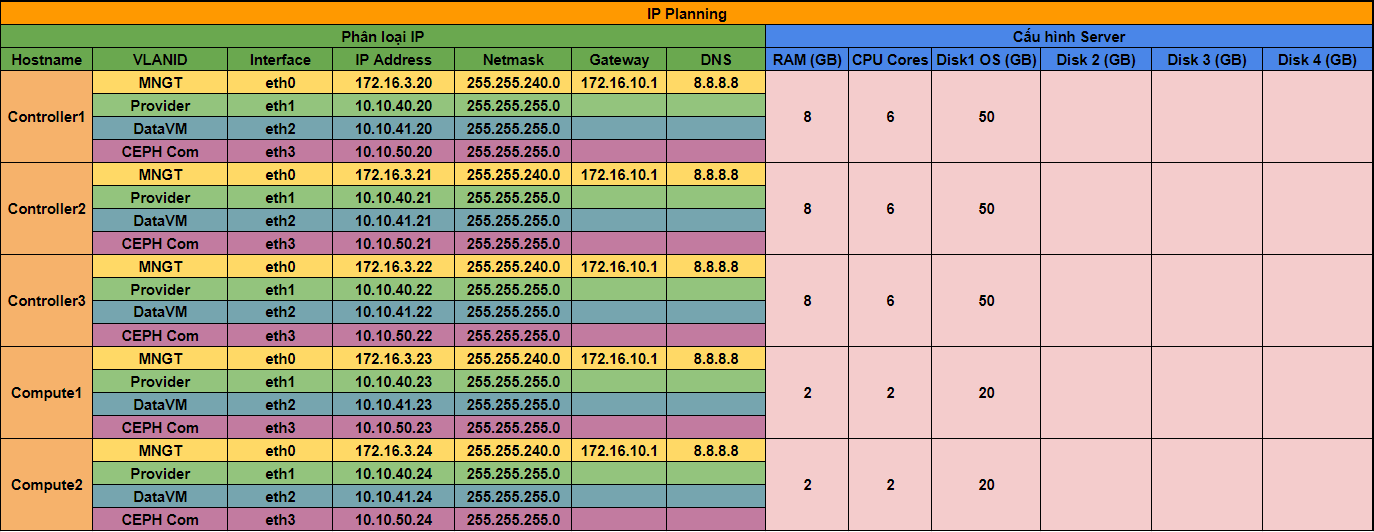 IP Planning
Phân loại IP Cấu hình Server
Hostname VLANID Interface IP Address Netmask Gateway DNS RAM (GB) CPU Cores Disk1 OS (GB) Disk 2 (GB) Disk 3 (GB) Disk 4 (GB)
MNGT eth0 172.16.3.20 255.255.240.0 172.16.10.1 8.8.8.8
Provider eth1 10.10.40.20 255.255.255.0
Controller1 8 6 50
DataVM eth2 10.10.41.20 255.255.255.0
CEPH Com eth3 10.10.50.20 255.255.255.0
MNGT eth0 172.16.3.21 255.255.240.0 172.16.10.1 8.8.8.8
Provider eth1 10.10.40.21 255.255.255.0
Controller2 8 6 50
DataVM eth2 10.10.41.21 255.255.255.0
CEPH Com eth3 10.10.50.21 255.255.255.0
MNGT eth0 172.16.3.22 255.255.240.0 172.16.10.1 8.8.8.8
Provider eth1 10.10.40.22 255.255.255.0
Controller3 8 6 50
DataVM eth2 10.10.41.22 255.255.255.0
CEPH Com eth3 10.10.50.22 255.255.255.0
MNGT eth0 172.16.3.23 255.255.240.0 172.16.10.1 8.8.8.8
Provider eth1 10.10.40.23 255.255.255.0
Compute1 2 2 20
DataVM eth2 10.10.41.23 255.255.255.0
CEPH Com eth3 10.10.50.23 255.255.255.0
MNGT eth0 172.16.3.24 255.255.240.0 172.16.10.1 8.8.8.8
Provider eth1 10.10.40.24 255.255.255.0
Compute2 2 2 20
DataVM eth2 10.10.41.24 255.255.255.0
CEPH Com eth3 10.10.50.24 255.255.255.0